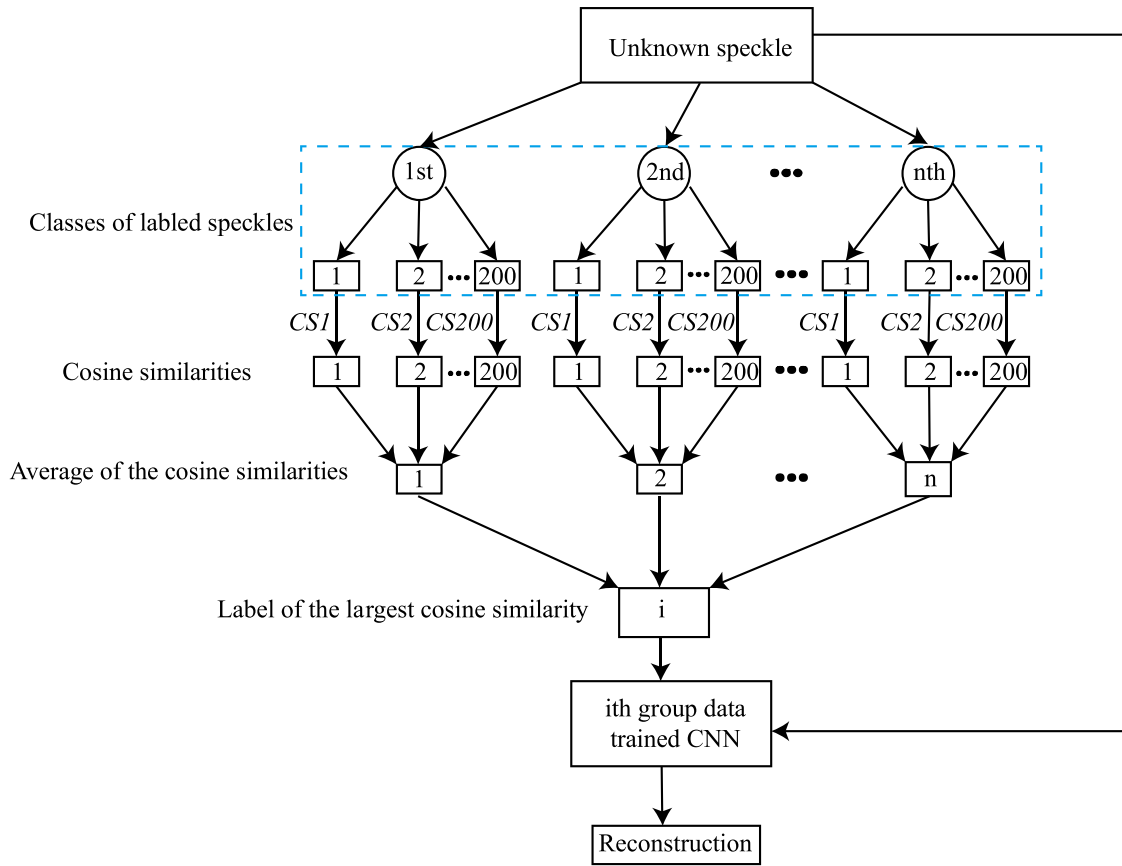 Unknown speckle
1st 2nd ••• nth
Classes of labled speckles
1 2 ••• 200 1 2 ••• 200 ••• 1 2 ••• 200
CS1 CS2 CS200 CS1 CS2 CS200 CS1 CS2 CS200
Cosine similarities 1 2 ••• 200 1 2 ••• 200 ••• 1 2 ••• 200
Average of the cosine similarities 1 2 ••• n
Label of the largest cosine similarity i
ith group data
trained CNN
Reconstruction